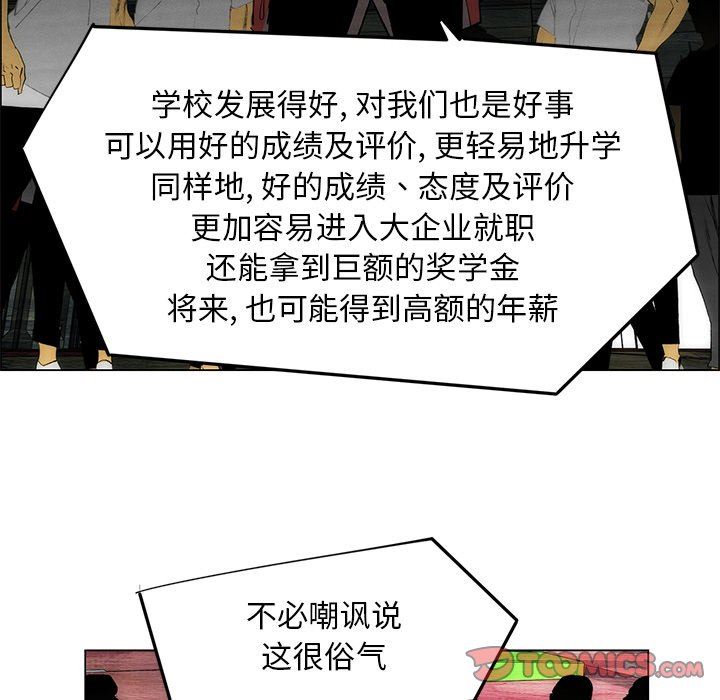 学校发展得好, 对我们也是好事
可以用好的成绩及评价, 更轻易地升学
同样地, 好的成绩、态度及评价
更加容易进入大企业就职
还能拿到巨额的奖学金
将来, 也可能得到高额的年薪
不必嘲讽说
这很俗气
TOOMICS.COM